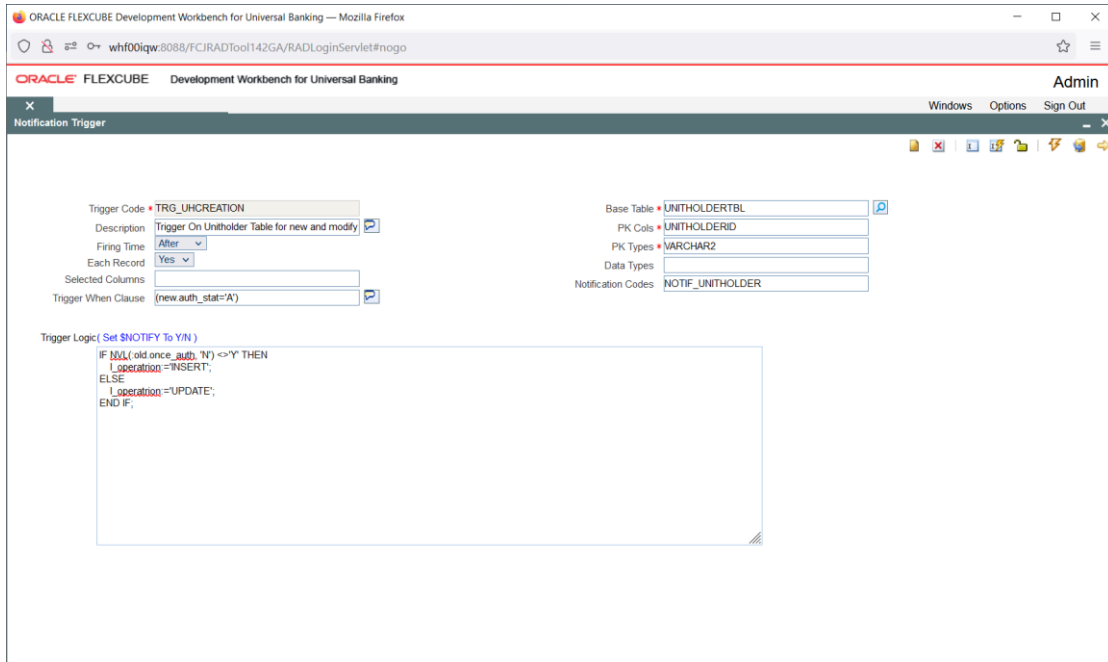 ORACLE FLEXCUBE Development Workbench for Universal Banking — Mozilla Firefox
whf00iqw:8088/FCJRADTool142GA/RADLoginServlet#nogo
ORACLE FLEXCUBE Development Workbench for Universal Banking
Admin
Windows Options Sign Out
Notification Trigger
Trigger Code * TRG_UHCREATION
Description Trigger On Unitholder Table for new and modify
Firing Time After
Each Record Yes
Selected Columns
Trigger When Clause (new.auth_stat='A')
Base Table * UNITHOLDERTBL
PK Cols * UNITHOLDERID
PK Types * VARCHAR2
Data Types
Notification Codes NOTIF_UNITHOLDER
Trigger Logic( Set $NOTIFY To Y/N )
IF NVL(:old.once_auth, 'N') <>'Y' THEN
l_operatrion:='INSERT';
ELSE
l_operatrion:='UPDATE';
END IF;